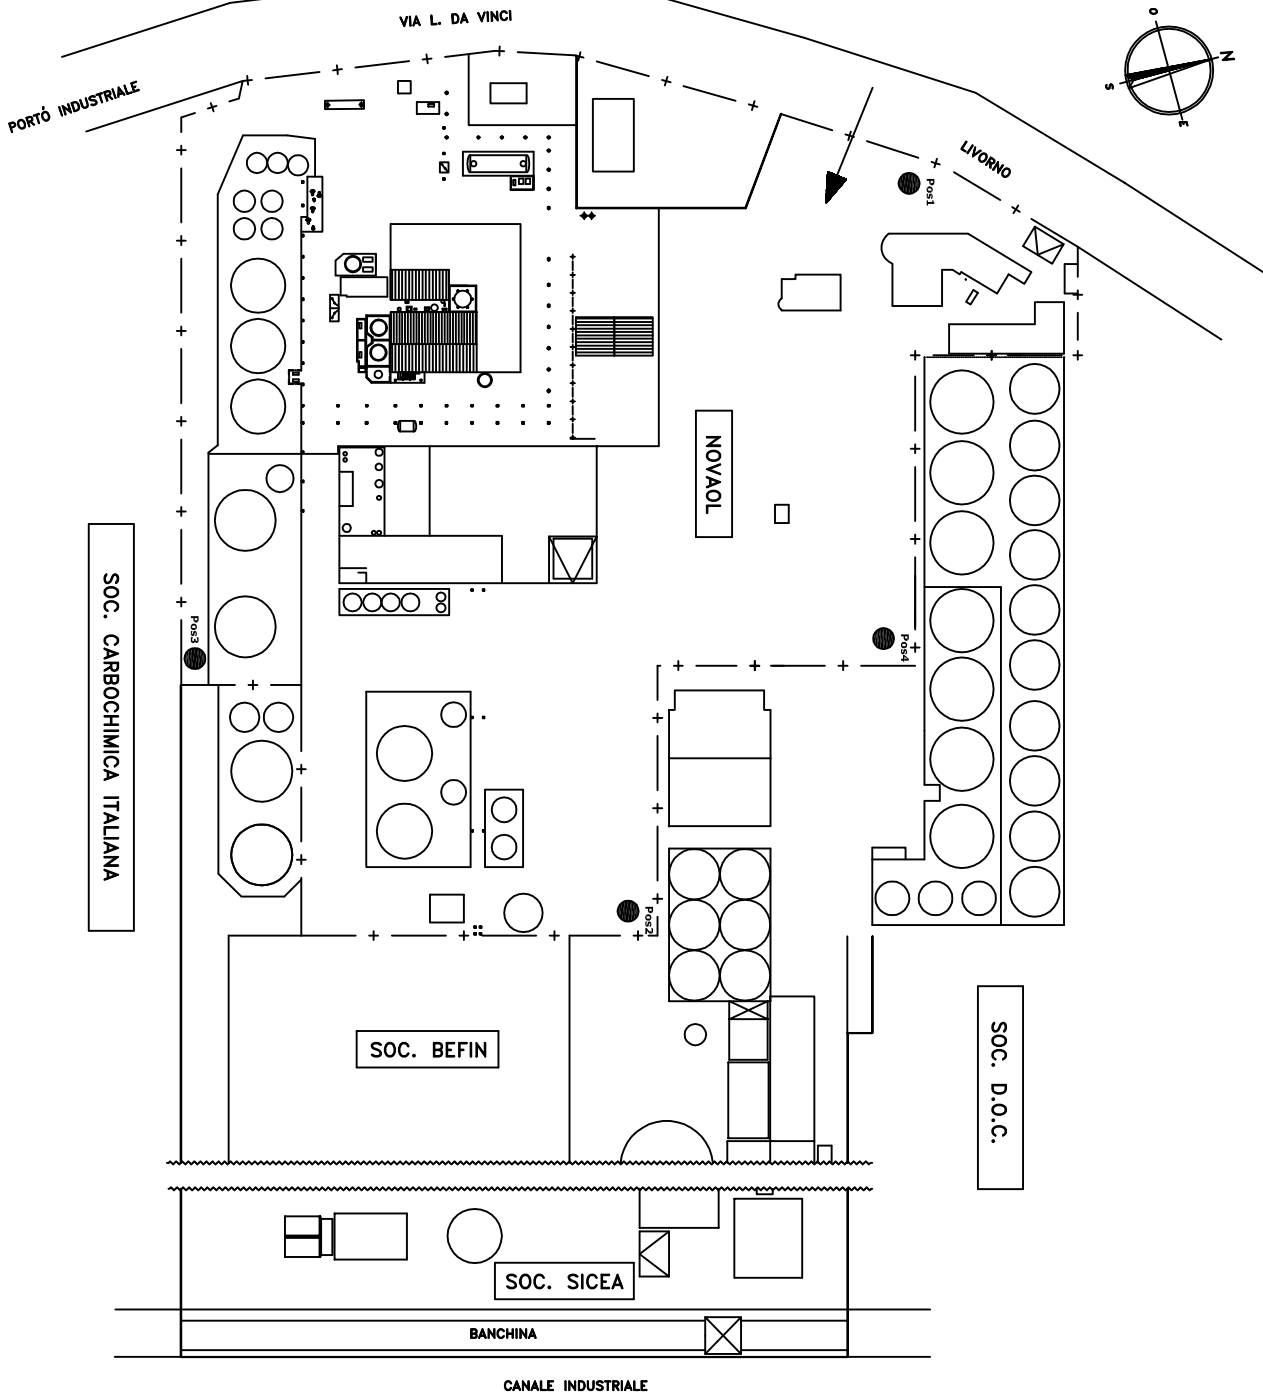 VIA L. DA VINCI
O
N
S
E
PORTÓ INDUSTRIALE
LIVORNO
Pos1
NOVAOL
SOC. CARBOCHIMICA ITALIANA
Pos3
Pos4
Pos2
SOC. BEFIN
SOC. D.O.C.
SOC. SICEA
BANCHINA
CANALE INDUSTRIALE